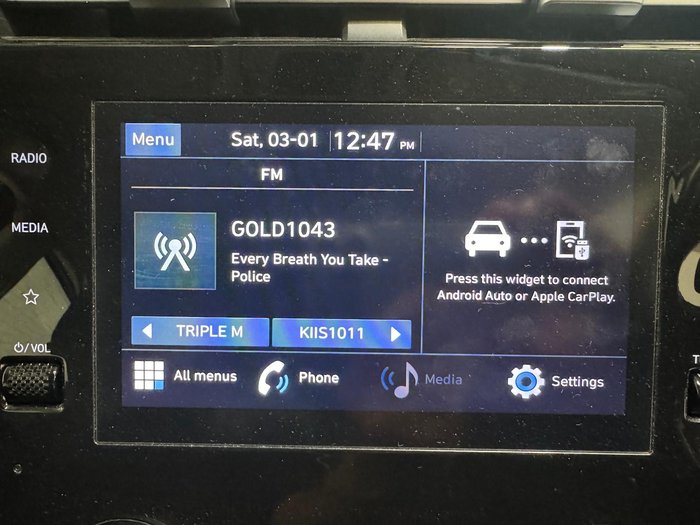 Menu
Sat, 03-01
12:47 PM
RADIO
FM
MEDIA
GOLD1043
Every Breath You Take -
Police
Press this widget to connect
Android Auto or Apple CarPlay.
TRIPLE M
KIIS1011
/VOL
All menus
Phone
Media
Settings